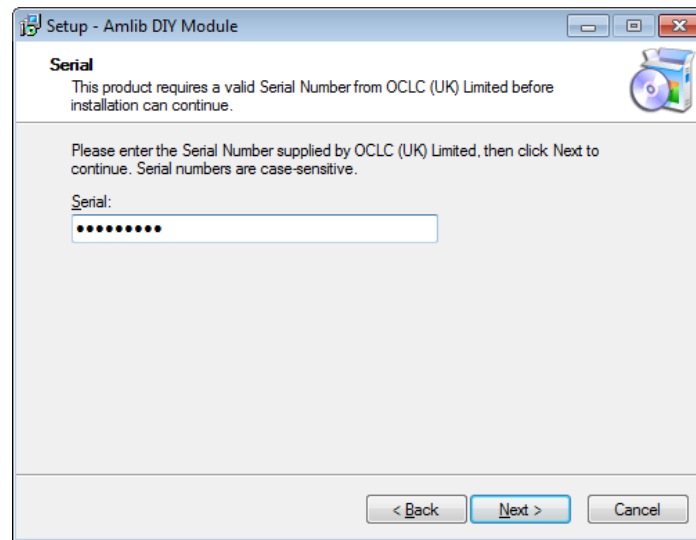 Setup - Amlib DIY Module
Serial
This product requires a valid Serial Number from OCLC (UK) Limited before
installation can continue.
Please enter the Serial Number supplied by OCLC (UK) Limited, then click Next to
continue. Serial numbers are case-sensitive.
Serial:
•••••••••
< Back
Next >
Cancel